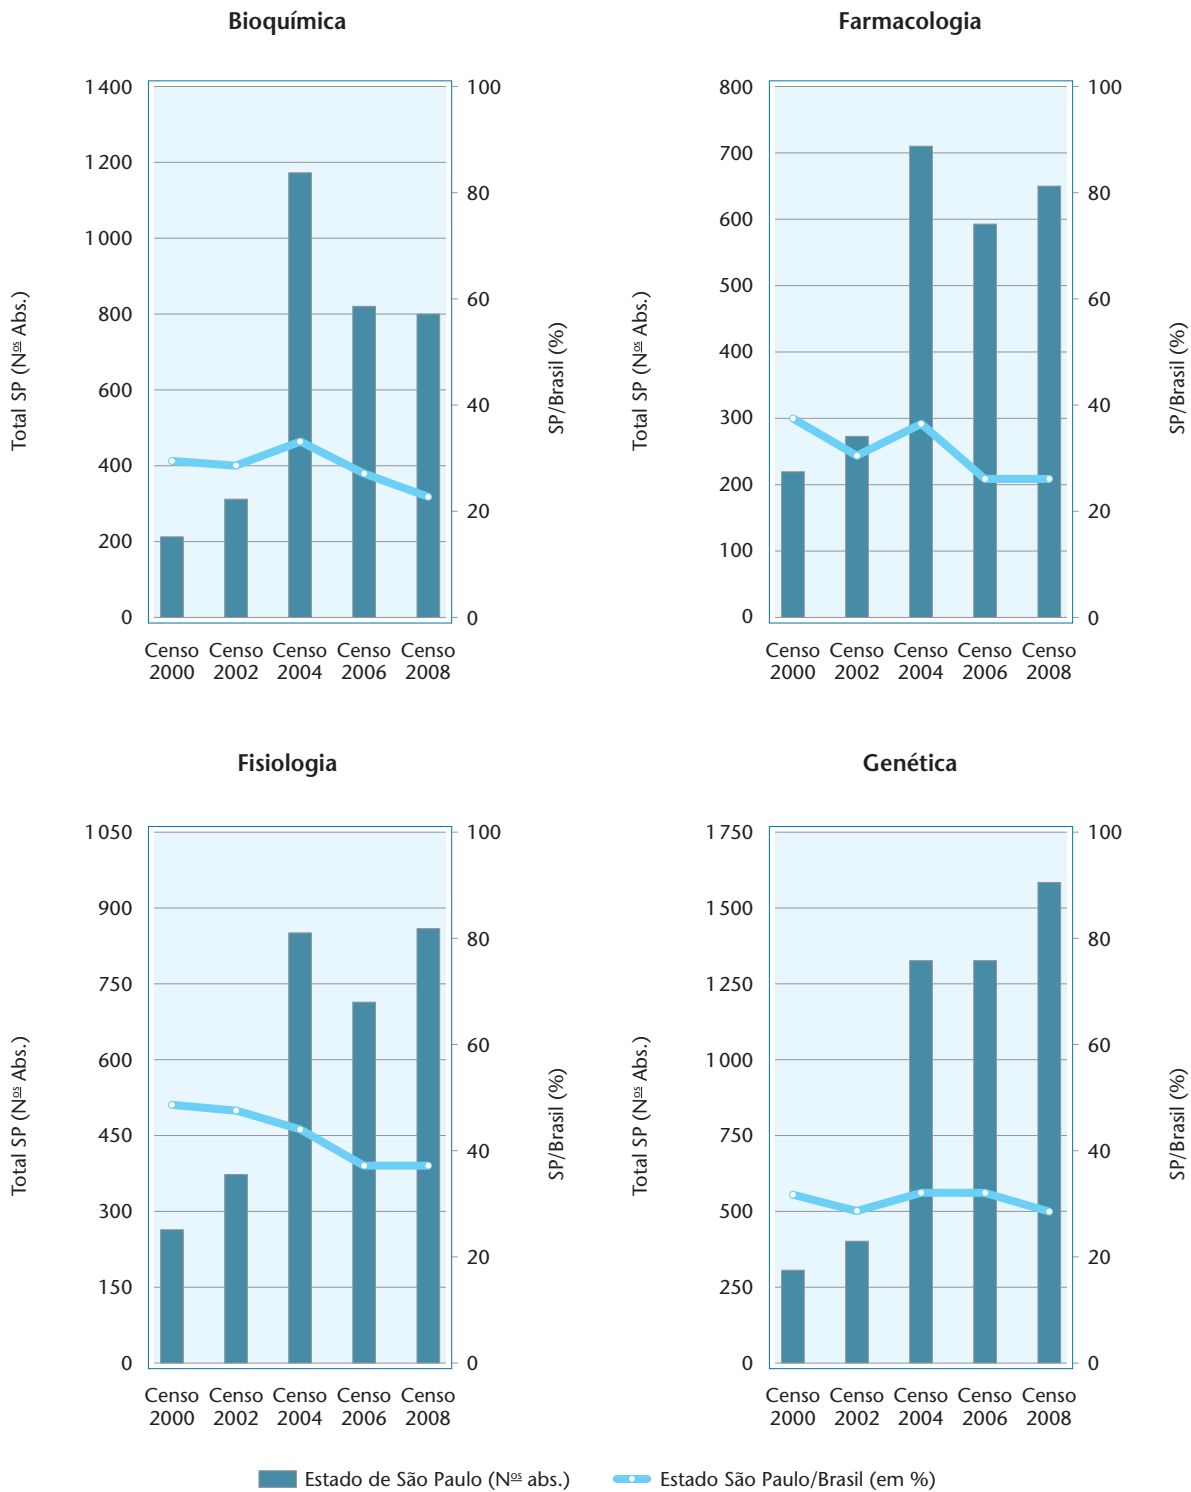 Bioquímica
Total SP (Nos Abs.)
1 400
1 200
1 000
800
600
400
200
0
100
80
60
40
20
0
SP/Brasil (%)
Censo 2000
Censo 2002
Censo 2004
Censo 2006
Censo 2008
Farmacologia
Total SP (Nos Abs.)
800
700
600
500
400
300
200
100
0
100
80
60
40
20
0
SP/Brasil (%)
Censo 2000
Censo 2002
Censo 2004
Censo 2006
Censo 2008
Fisiologia
Total SP (Nos Abs.)
1 050
900
750
600
450
300
150
0
100
80
60
40
20
0
SP/Brasil (%)
Censo 2000
Censo 2002
Censo 2004
Censo 2006
Censo 2008
Genética
Total SP (Nos Abs.)
1 750
1 500
1 250
1 000
750
500
250
0
100
80
60
40
20
0
SP/Brasil (%)
Censo 2000
Censo 2002
Censo 2004
Censo 2006
Censo 2008
Estado de São Paulo (Nos abs.)
Estado São Paulo/Brasil (em %)